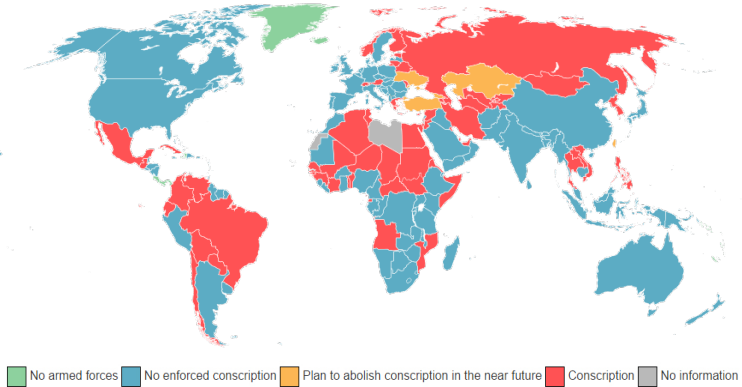 No armed forces No enforced conscription Plan to abolish conscription in the near future Conscription No information